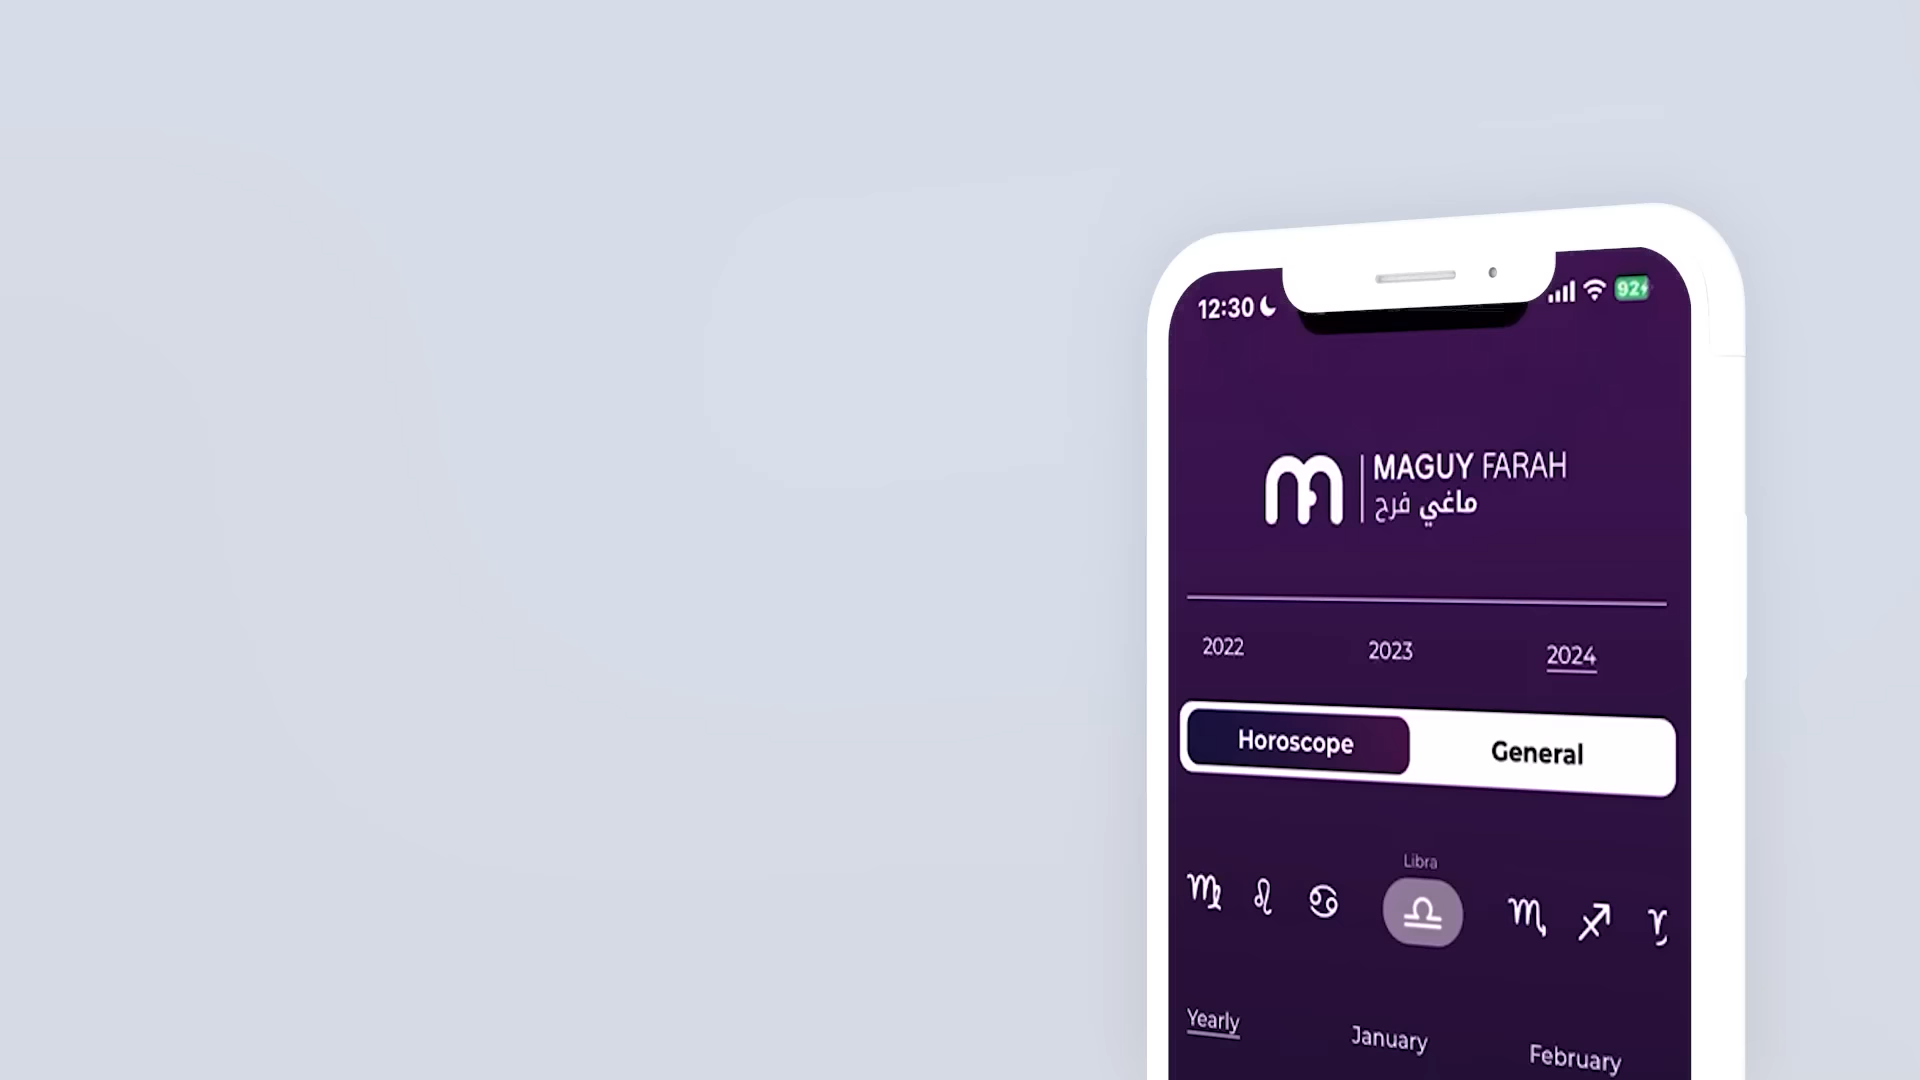 12:30
92
MAGUY FARAH
ماغي فرح
2022 2023 2024
Horoscope General
Libra
♍ ♌ ♋ ♎ ♏ ♐ ♑
Yearly January February